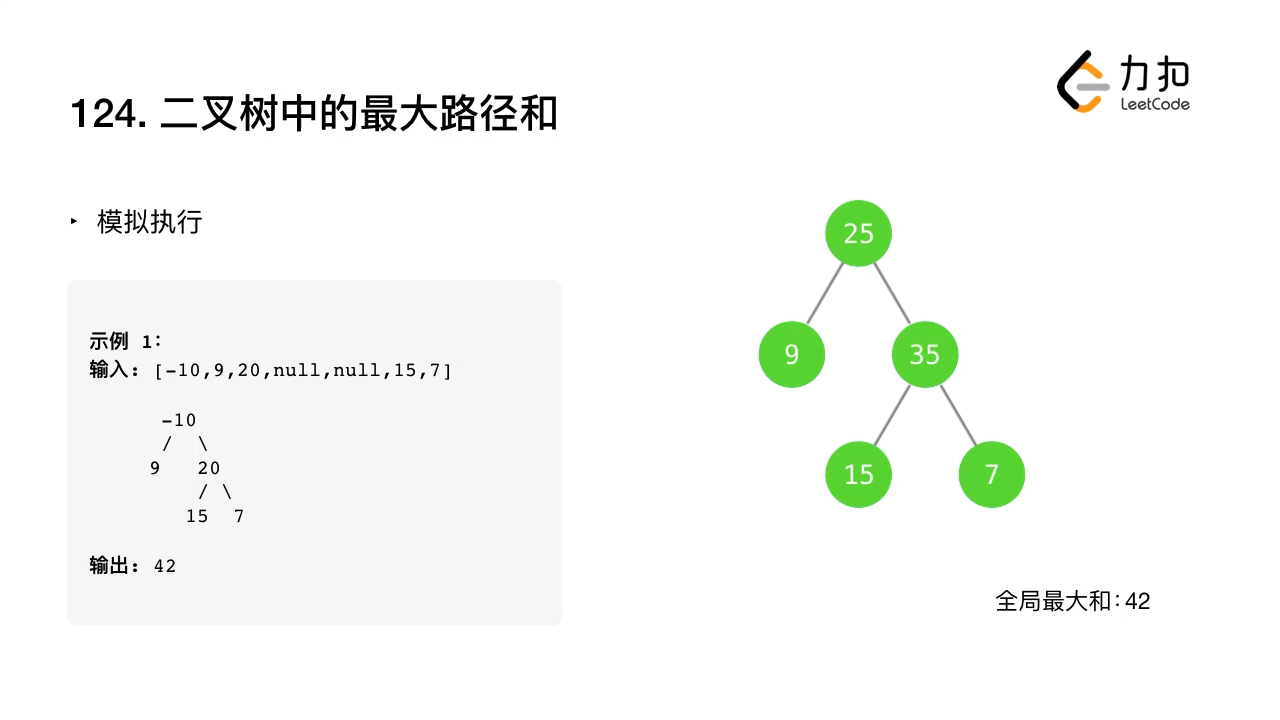 力扣
LeetCode
124. 二叉树中的最大路径和
‣ 模拟执行
示例 1:
输入: [-10,9,20,null,null,15,7]
-10
/ \
9 20
/ \
15 7
输出: 42
25
9 35
15 7
全局最大和: 42